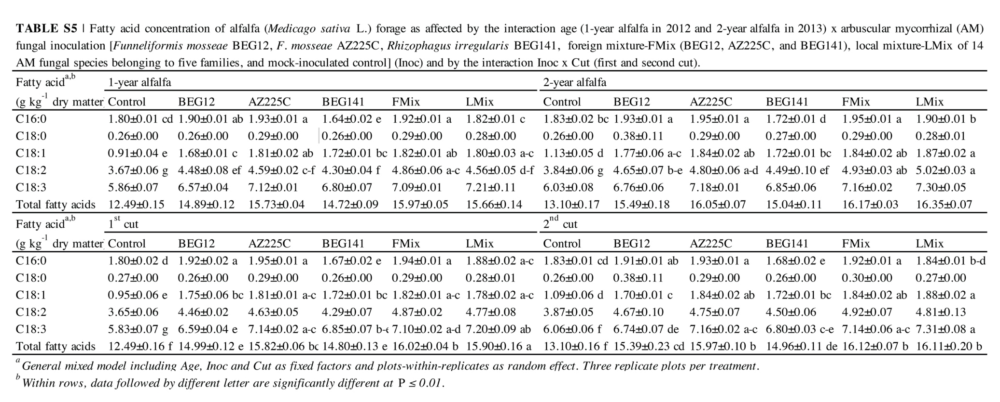 TABLE S5 | Fatty acid concentration of alfalfa (Medicago sativa L.) forage as affected by the interaction age (1-year alfalfa in 2012 and 2-year alfalfa in 2013) x arbuscular mycorrhizal (AM)
fungal inoculation [Funneliformis mosseae BEG12, F. mosseae AZ225C, Rhizophagus irregularis BEG141, foreign mixture-FMix (BEG12, AZ225C, and BEG141), local mixture-LMix of 14
AM fungal species belonging to five families, and mock-inoculated control] (Inoc) and by the interaction Inoc x Cut (first and second cut).
Fatty acid a,b 1-year alfalfa 2-year alfalfa
(g kg-1 dry matter Control BEG12 AZ225C BEG141 FMix LMix Control BEG12 AZ225C BEG141 FMix LMix
C16:0 1.80±0.01 cd 1.90±0.01 ab 1.93±0.01 a 1.64±0.02 e 1.92±0.01 a 1.82±0.01 c 1.83±0.02 bc 1.93±0.01 a 1.95±0.01 a 1.72±0.01 d 1.95±0.01 a 1.90±0.01 b
C18:0 0.26±0.00 0.26±0.00 0.29±0.00 0.26±0.00 0.29±0.00 0.28±0.00 0.26±0.00 0.38±0.11 0.29±0.00 0.27±0.00 0.29±0.00 0.28±0.01
C18:1 0.91±0.04 e 1.68±0.01 c 1.81±0.02 ab 1.72±0.01 bc 1.82±0.01 ab 1.80±0.03 a-c 1.13±0.05 d 1.77±0.06 a-c 1.84±0.02 ab 1.72±0.01 bc 1.84±0.02 ab 1.87±0.02 a
C18:2 3.67±0.06 g 4.48±0.08 ef 4.59±0.02 c-f 4.30±0.04 f 4.86±0.06 a-c 4.56±0.05 d-f 3.84±0.06 g 4.65±0.07 b-e 4.80±0.06 a-d 4.49±0.10 ef 4.93±0.03 ab 5.02±0.03 a
C18:3 5.86±0.07 6.57±0.04 7.12±0.01 6.80±0.07 7.09±0.01 7.21±0.11 6.03±0.08 6.76±0.06 7.18±0.01 6.85±0.06 7.16±0.02 7.30±0.05
Total fatty acids 12.49±0.15 14.89±0.12 15.73±0.04 14.72±0.09 15.97±0.05 15.66±0.14 13.10±0.17 15.49±0.18 16.05±0.07 15.04±0.11 16.17±0.03 16.35±0.07
Fatty acid a,b 1st cut 2nd cut
(g kg-1 dry matter Control BEG12 AZ225C BEG141 FMix LMix Control BEG12 AZ225C BEG141 FMix LMix
C16:0 1.80±0.02 d 1.92±0.02 a 1.95±0.01 a 1.67±0.02 e 1.94±0.01 a 1.88±0.02 a-c 1.83±0.01 cd 1.91±0.01 ab 1.93±0.01 a 1.68±0.02 e 1.92±0.01 a 1.84±0.01 b-d
C18:0 0.27±0.00 0.26±0.00 0.29±0.00 0.26±0.00 0.29±0.00 0.28±0.01 0.26±0.00 0.38±0.11 0.29±0.00 0.26±0.00 0.30±0.00 0.27±0.00
C18:1 0.95±0.06 e 1.75±0.06 bc 1.81±0.01 a-c 1.72±0.01 bc 1.82±0.01 a-c 1.78±0.02 a-c 1.09±0.06 d 1.70±0.01 c 1.84±0.02 ab 1.72±0.01 bc 1.84±0.02 ab 1.88±0.02 a
C18:2 3.65±0.06 4.46±0.02 4.63±0.05 4.29±0.07 4.87±0.02 4.77±0.08 3.87±0.05 4.67±0.10 4.75±0.07 4.50±0.06 4.92±0.07 4.81±0.13
C18:3 5.83±0.07 g 6.59±0.04 e 7.14±0.02 a-c 6.85±0.07 b-e 7.10±0.02 a-d 7.20±0.09 ab 6.06±0.06 f 6.74±0.07 de 7.16±0.02 a-c 6.80±0.03 c-e 7.14±0.06 a-c 7.31±0.08 a
Total fatty acids 12.49±0.16 f 14.99±0.12 e 15.82±0.06 bc 14.80±0.13 e 16.02±0.04 b 15.90±0.16 a 13.10±0.16 f 15.39±0.23 cd 15.97±0.10 b 14.96±0.11 de 16.12±0.07 b 16.11±0.20 b
a General mixed model including Age, Inoc and Cut as fixed factors and plots-within-replicates as random effect. Three replicate plots per treatment.
b Within rows, data followed by different letter are significantly different at P ≤ 0.01.